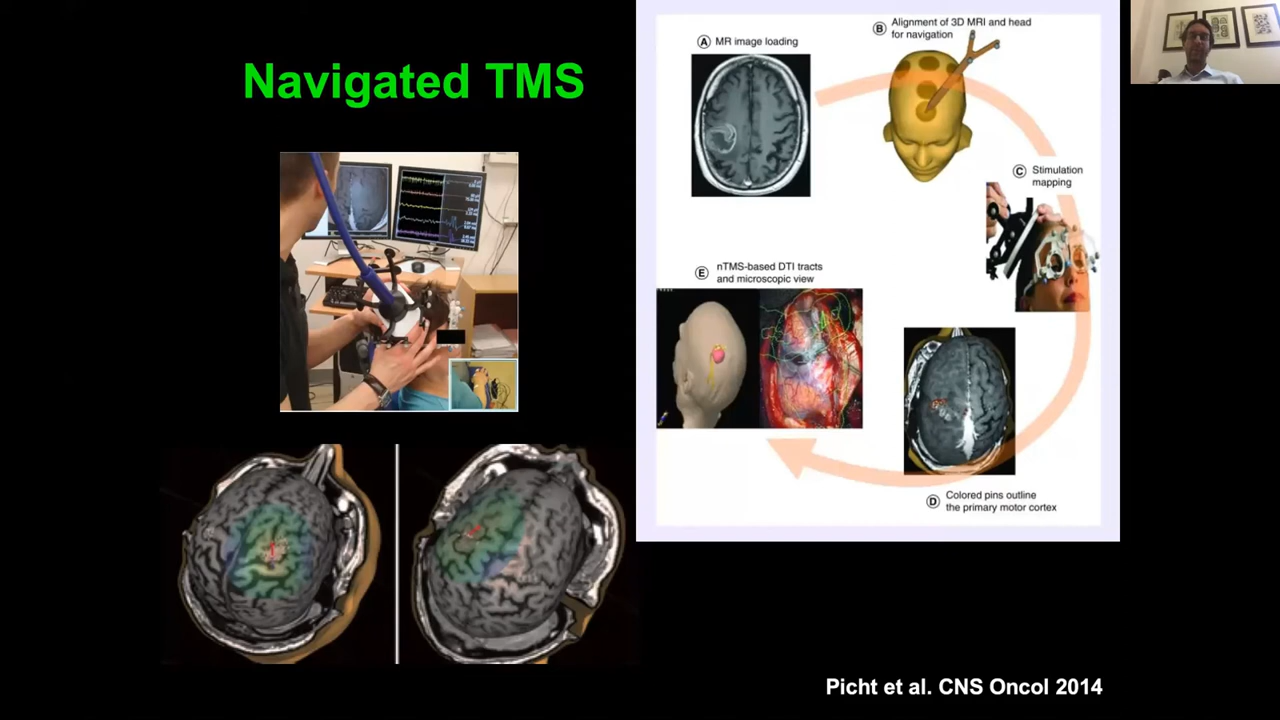 Navigated TMS
A MR image loading
B Alignment of 3D MRI and head
for navigation
C Stimulation
mapping
E nTMS-based DTI tracts
and microscopic view
D Colored pins outline
the primary motor cortex
Picht et al. CNS Oncol 2014